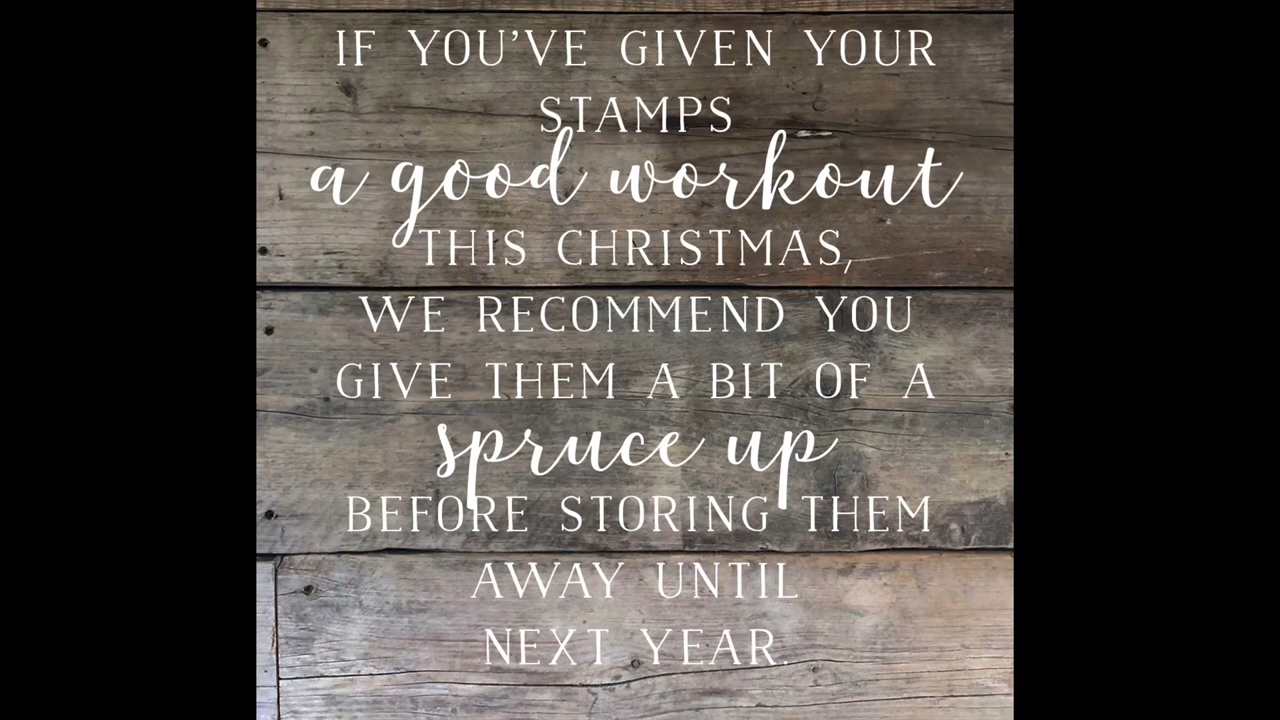 IF YOU'VE GIVEN YOUR
STAMPS
a good workout
THIS CHRISTMAS,
WE RECOMMEND YOU
GIVE THEM A BIT OF A
spruce up
BEFORE STORING THEM
AWAY UNTIL
NEXT YEAR.